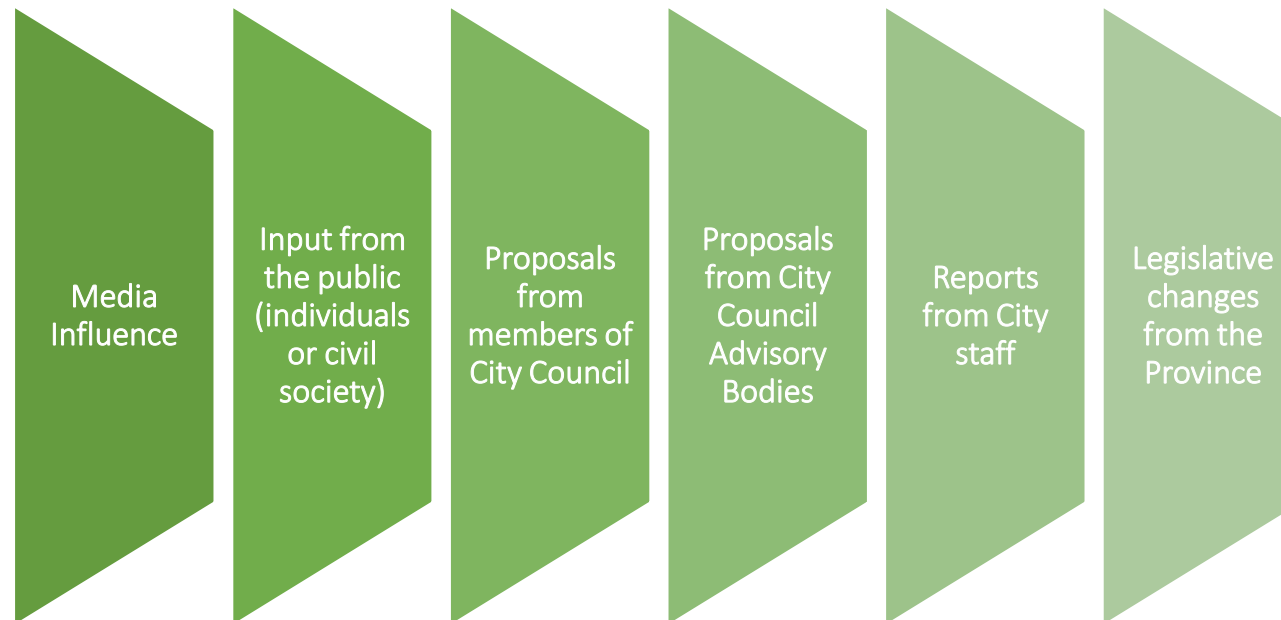 Media
Influence
Input from
the public
(individuals
or civil
society)
Proposals
from
members of
City Council
Proposals
from City
Council
Advisory
Bodies
Reports
from City
staff
Legislative
changes
from the
Province